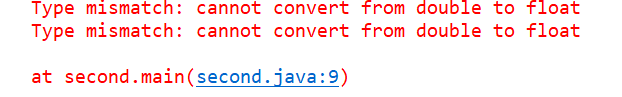 Type mismatch: cannot convert from double to float
Type mismatch: cannot convert from double to float
at second.main(second.java:9)